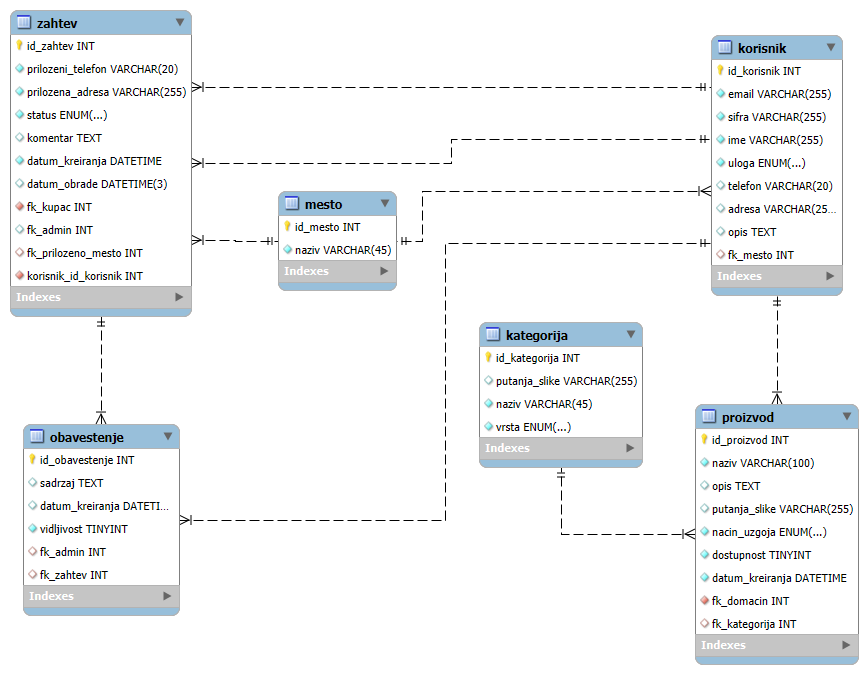 zahtev
id_zahtev INT
prilozeni_telefon VARCHAR(20)
prilozena_adresa VARCHAR(255)
status ENUM(...)
komentar TEXT
datum_kreiranja DATETIME
datum_obrade DATETIME(3)
fk_kupac INT
fk_admin INT
fk_prilozeno_mesto INT
korisnik_id_korisnik INT
Indexes
korisnik
id_korisnik INT
email VARCHAR(255)
sifra VARCHAR(255)
ime VARCHAR(255)
uloga ENUM(...)
telefon VARCHAR(20)
adresa VARCHAR(25...
opis TEXT
fk_mesto INT
Indexes
mesto
id_mesto INT
naziv VARCHAR(45)
Indexes
kategorija
id_kategorija INT
putanja_slike VARCHAR(255)
naziv VARCHAR(45)
vrsta ENUM(...)
Indexes
obavestenje
id_obavestenje INT
sadrzaj TEXT
datum_kreiranja DATETI...
vidljivost TINYINT
fk_admin INT
fk_zahtev INT
Indexes
proizvod
id_proizvod INT
naziv VARCHAR(100)
opis TEXT
putanja_slike VARCHAR(255)
nacin_uzgoja ENUM(...)
dostupnost TINYINT
datum_kreiranja DATETIME
fk_domacin INT
fk_kategorija INT
Indexes